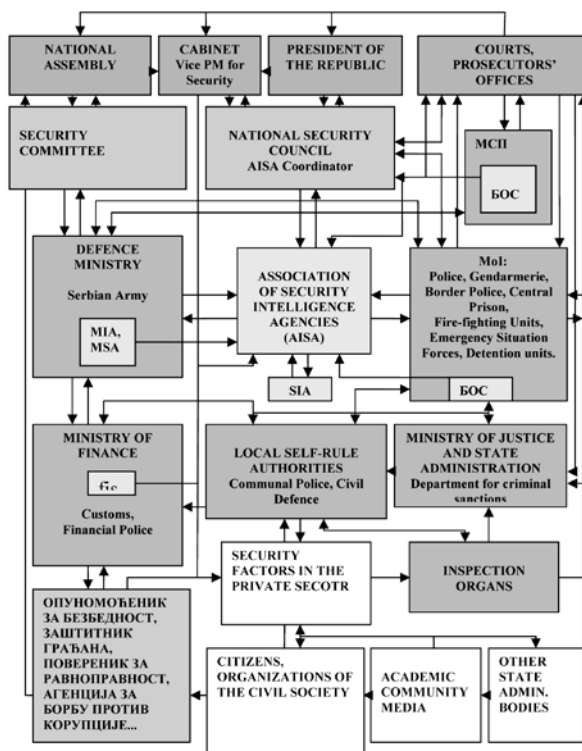 NATIONAL
ASSEMBLY
CABINET
Vice PM for
Security
PRESIDENT OF
THE REPUBLIC
COURTS,
PROSECUTORS’
OFFICES
SECURITY
COMMITTEE
NATIONAL SECURITY
COUNCIL
AISA Coordinator
МСП
БОС
DEFENCE
MINISTRY
Serbian Army
MIA,
MSA
ASSOCIATION
OF SECURITY
INTELLIGENCE
AGENCIES
(AISA)
SIA
MoI:
Police, Gendarmerie,
Border Police, Central
Prison,
Fire-fighting Units,
Emergency Situation
Forces, Detention units.
БОС
MINISTRY OF
FINANCE
Customs,
Financial Police
LOCAL SELF-RULE
AUTHORITIES
Communal Police, Civil
Defence
MINISTRY OF JUSTICE
AND STATE
ADMINISTRATION
Department for criminal
sanctions
SECURITY
FACTORS IN THE
PRIVATE SECOTR
INSPECTION
ORGANS
ОПУНОМОЋЕНИК
ЗА БЕЗБЕДНОСТ,
ЗАШТИТНИК
ГРАЂАНА,
ПОВЕРЕНИК ЗА
РАВНОПРАВНОСТ,
АГЕНЦИЈА ЗА
БОРБУ ПРОТИВ
КОРУПЦИЈЕ...
CITIZENS,
ORGANIZATIONS OF
THE CIVIL SOCIETY
ACADEMIC
COMMUNITY
MEDIA
OTHER
STATE
ADMIN.
BODIES